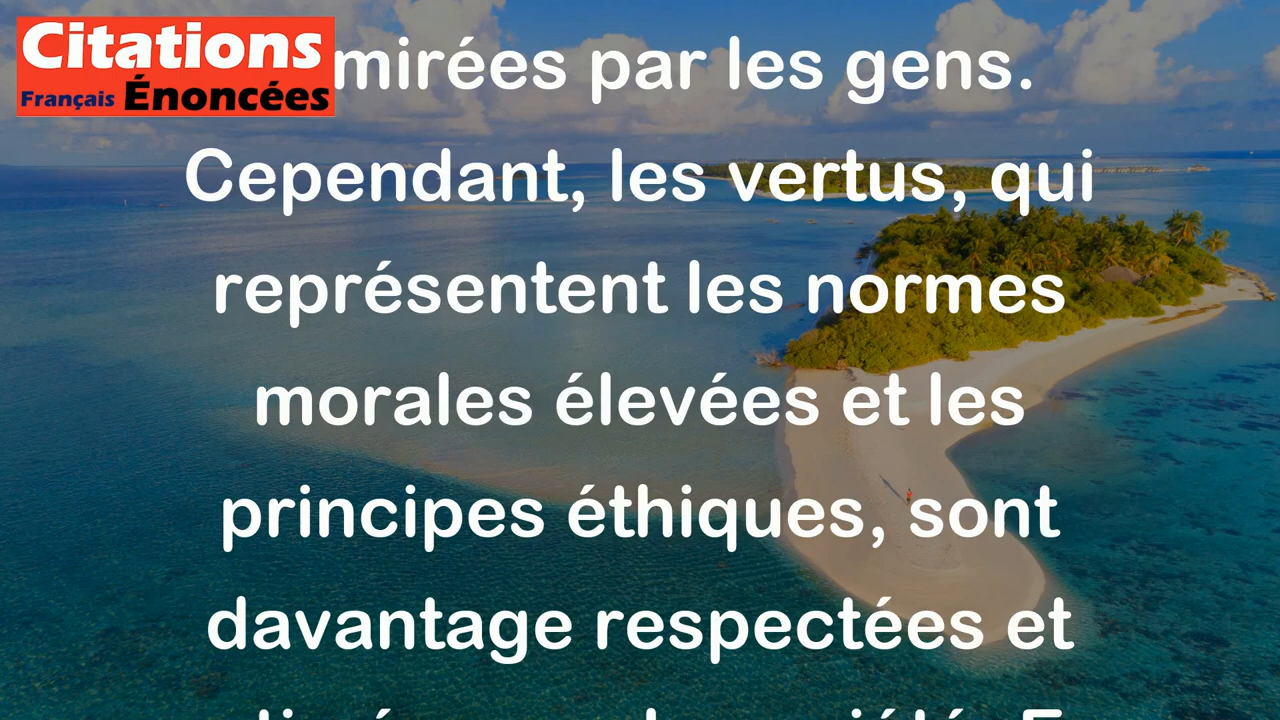 Citations
Français Énoncées
mirées par les gens.
Cependant, les vertus, qui
représentent les normes
morales élevées et les
principes éthiques, sont
davantage respectées et